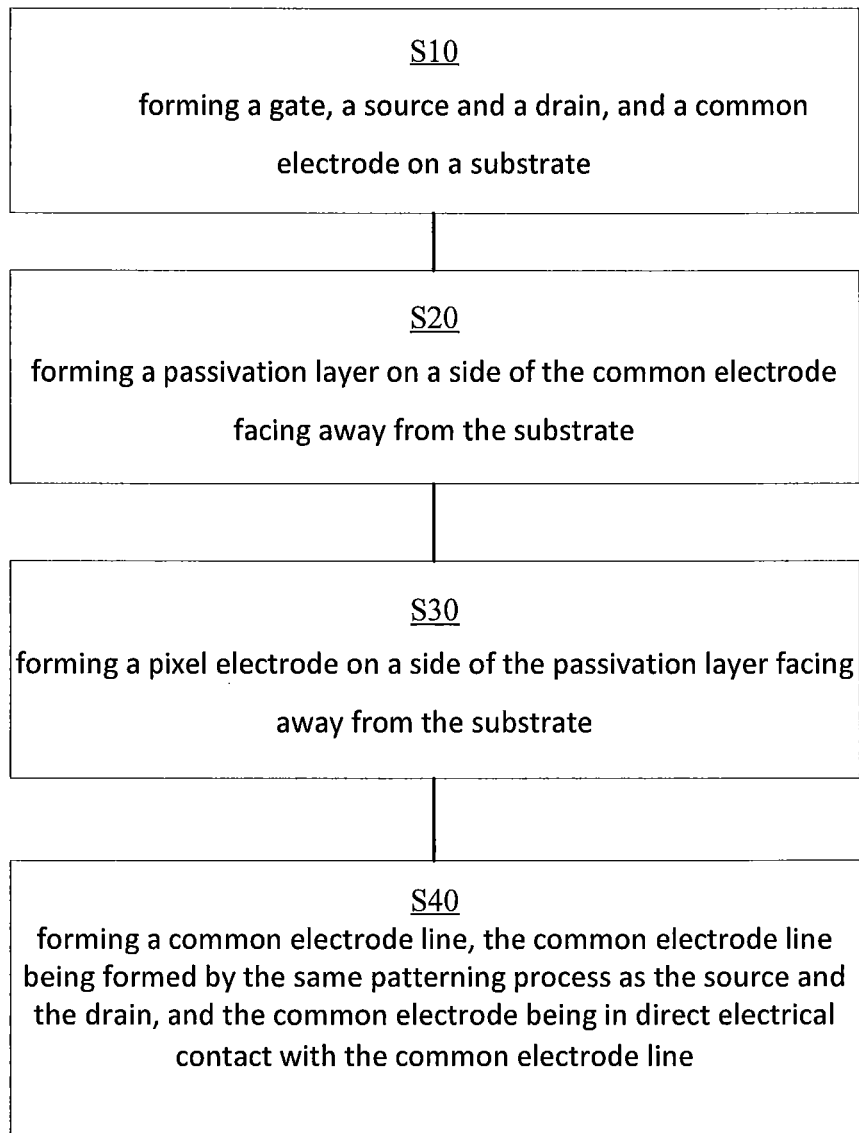 S10
forming a gate, a source and a drain, and a common
electrode on a substrate
S20
forming a passivation layer on a side of the common electrode
facing away from the substrate
S30
forming a pixel electrode on a side of the passivation layer facing
away from the substrate
S40
forming a common electrode line, the common electrode line
being formed by the same patterning process as the source and
the drain, and the common electrode being in direct electrical
contact with the common electrode line